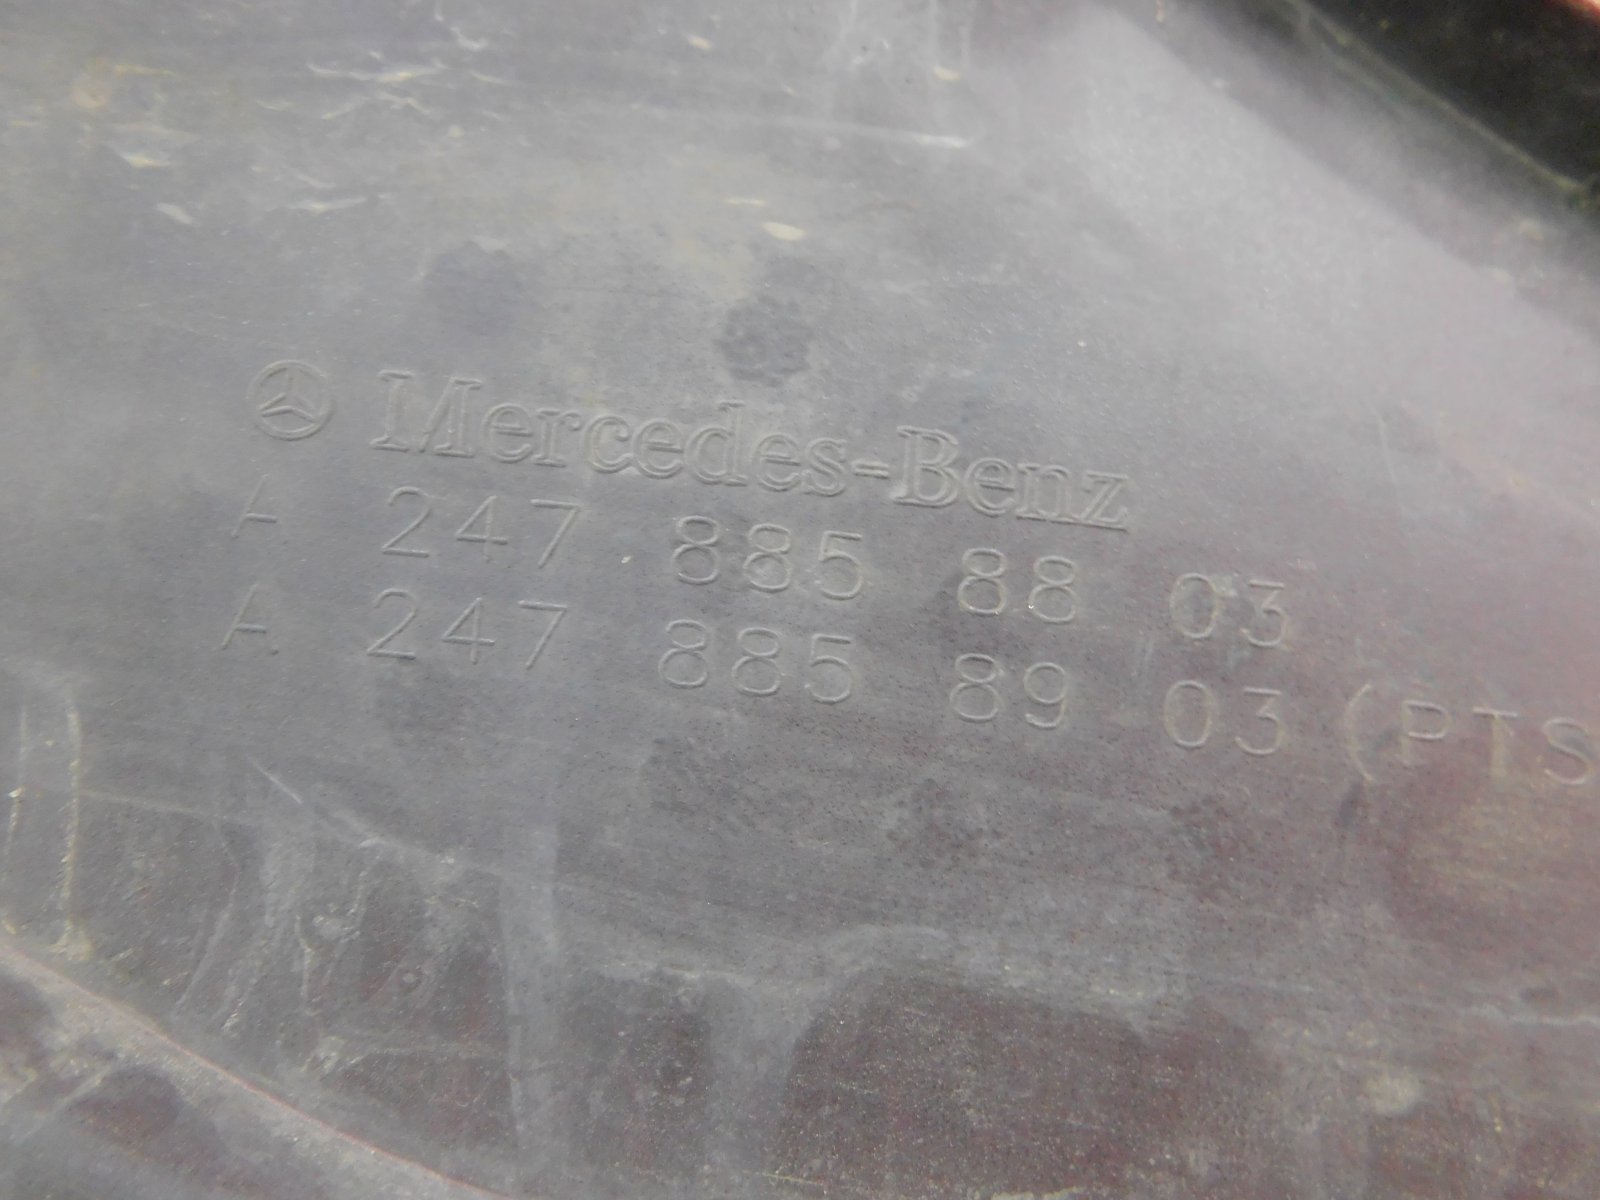 Mercedes-Benz
A 247 885 88 03
A 247 885 89 03 (PTS